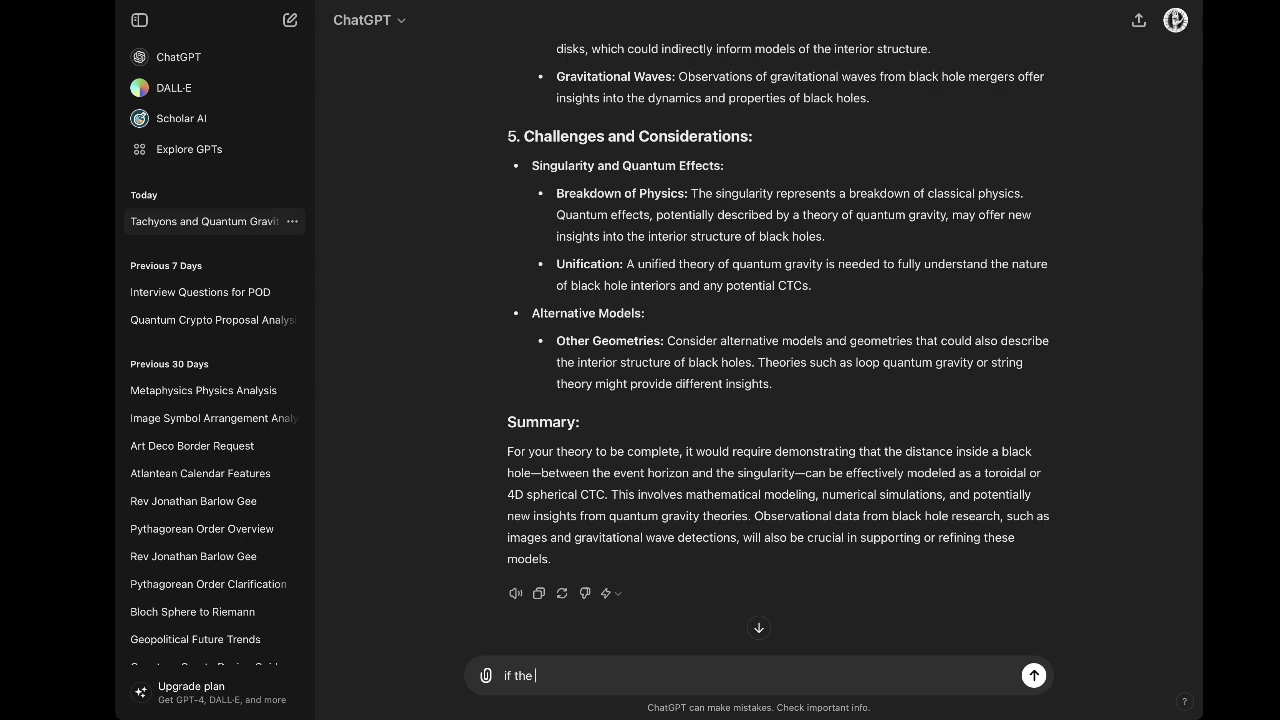 ChatGPT
DALL·E
Scholar AI
Explore GPTs
Today
Tachyons and Quantum Gravit
Previous 7 Days
Interview Questions for POD
Quantum Crypto Proposal Analysi
Previous 30 Days
Metaphysics Physics Analysis
Image Symbol Arrangement Analy
Art Deco Border Request
Atlantean Calendar Features
Rev Jonathan Barlow Gee
Pythagorean Order Overview
Rev Jonathan Barlow Gee
Pythagorean Order Clarification
Bloch Sphere to Riemann
Geopolitical Future Trends
Upgrade plan
Get GPT-4, DALL·E, and more
ChatGPT
disks, which could indirectly inform models of the interior structure.
• Gravitational Waves: Observations of gravitational waves from black hole mergers offer
insights into the dynamics and properties of black holes.
5. Challenges and Considerations:
• Singularity and Quantum Effects:
• Breakdown of Physics: The singularity represents a breakdown of classical physics.
Quantum effects, potentially described by a theory of quantum gravity, may offer new
insights into the interior structure of black holes.
• Unification: A unified theory of quantum gravity is needed to fully understand the nature
of black hole interiors and any potential CTCs.
• Alternative Models:
• Other Geometries: Consider alternative models and geometries that could also describe
the interior structure of black holes. Theories such as loop quantum gravity or string
theory might provide different insights.
Summary:
For your theory to be complete, it would require demonstrating that the distance inside a black
hole—between the event horizon and the singularity—can be effectively modeled as a toroidal or
4D spherical CTC. This involves mathematical modeling, numerical simulations, and potentially
new insights from quantum gravity theories. Observational data from black hole research, such as
images and gravitational wave detections, will also be crucial in supporting or refining these
models.
if the
ChatGPT can make mistakes. Check important info.
?